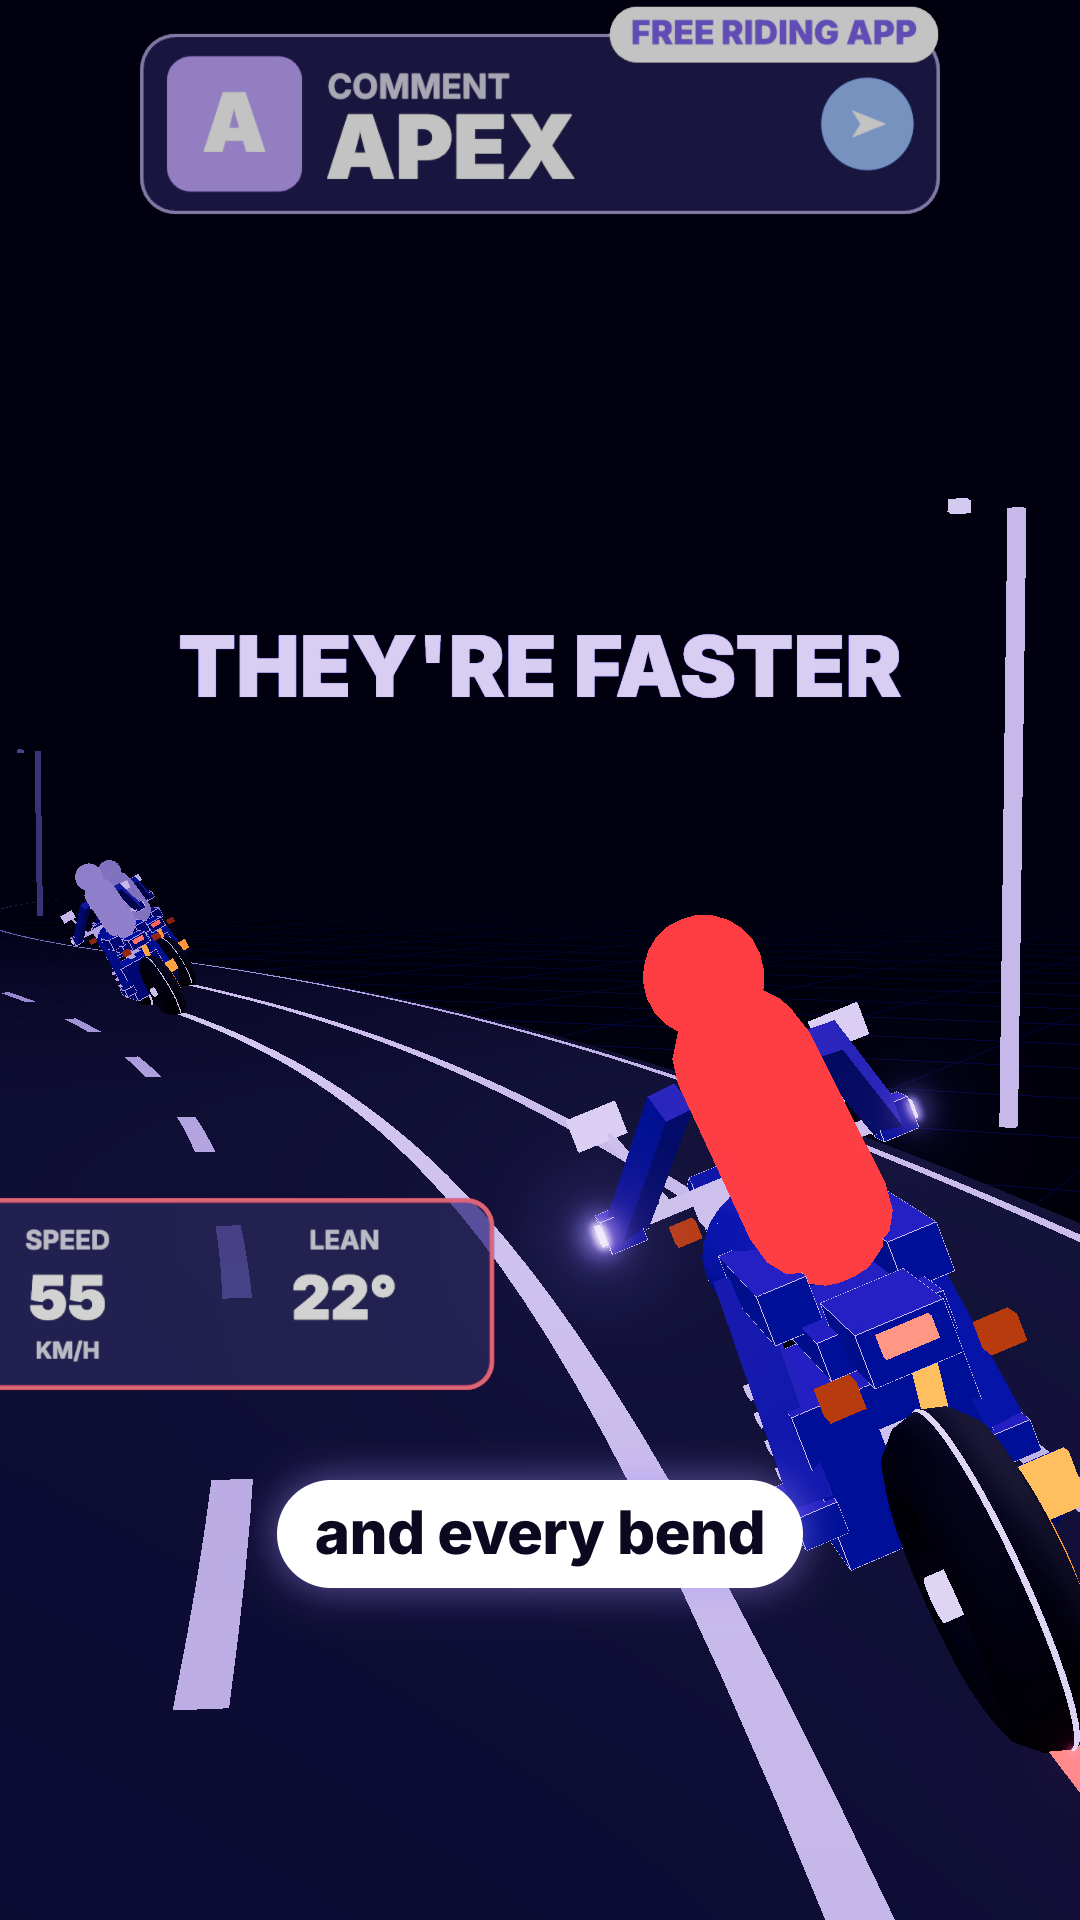 FREE RIDING APP
A
COMMENT
APEX
THEY'RE FASTER
SPEED
55
KM/H
LEAN
22°
and every bend